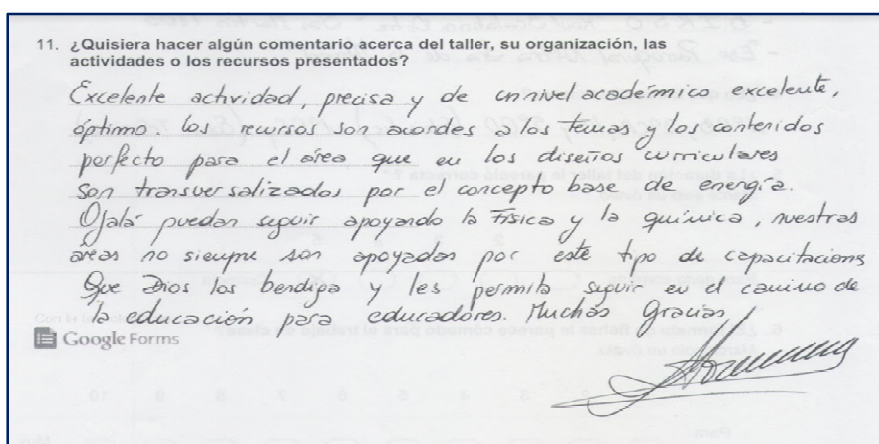 11. ¿Quisiera hacer algún comentario acerca del taller, su organización, las
actividades o los recursos presentados?
Excelente actividad, precisa y de un nivel académico excelente,
óptimo. Los recursos son acordes a los temas y los contenidos
perfecto para el área que en los diseños curriculares
son transversalizados por el concepto base de energía.
Ojalá puedan seguir apoyando la Física y la química, nuestras
áreas no siempre son apoyadas por este tipo de capacitaciones
Que Dios los bendiga y les permita seguir en el camino de
la educación para educadores. Muchas Gracias
Google Forms